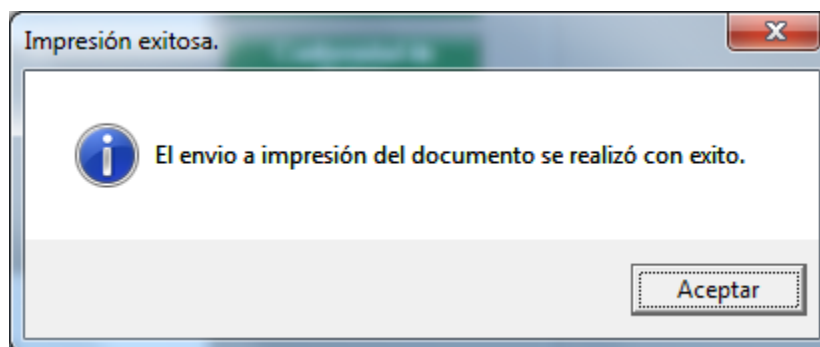 Impresión exitosa.
El envio a impresión del documento se realizó con exito.
Aceptar